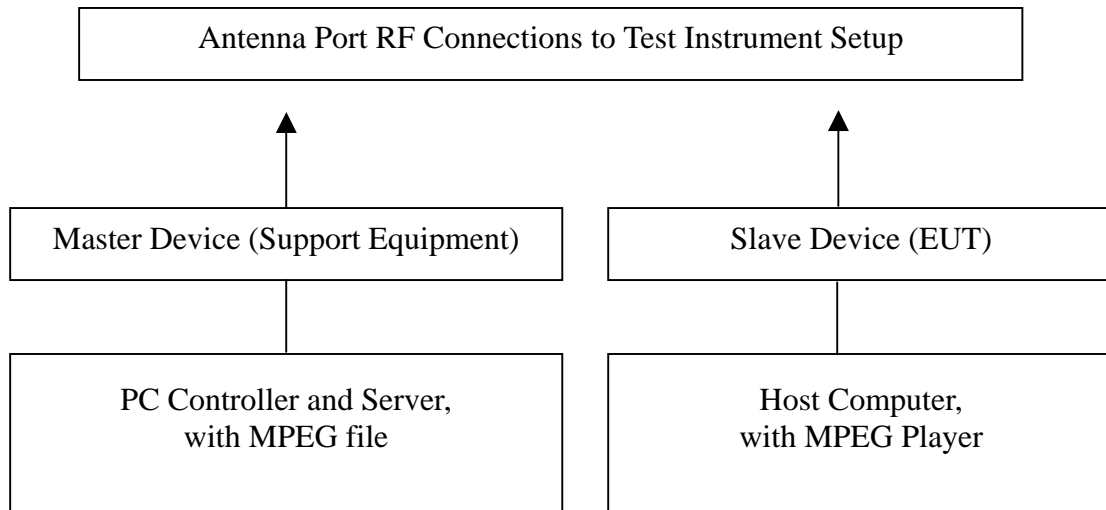 Antenna Port RF Connections to Test Instrument Setup
Master Device (Support Equipment)
Slave Device (EUT)
PC Controller and Server,
with MPEG file
Host Computer,
with MPEG Player